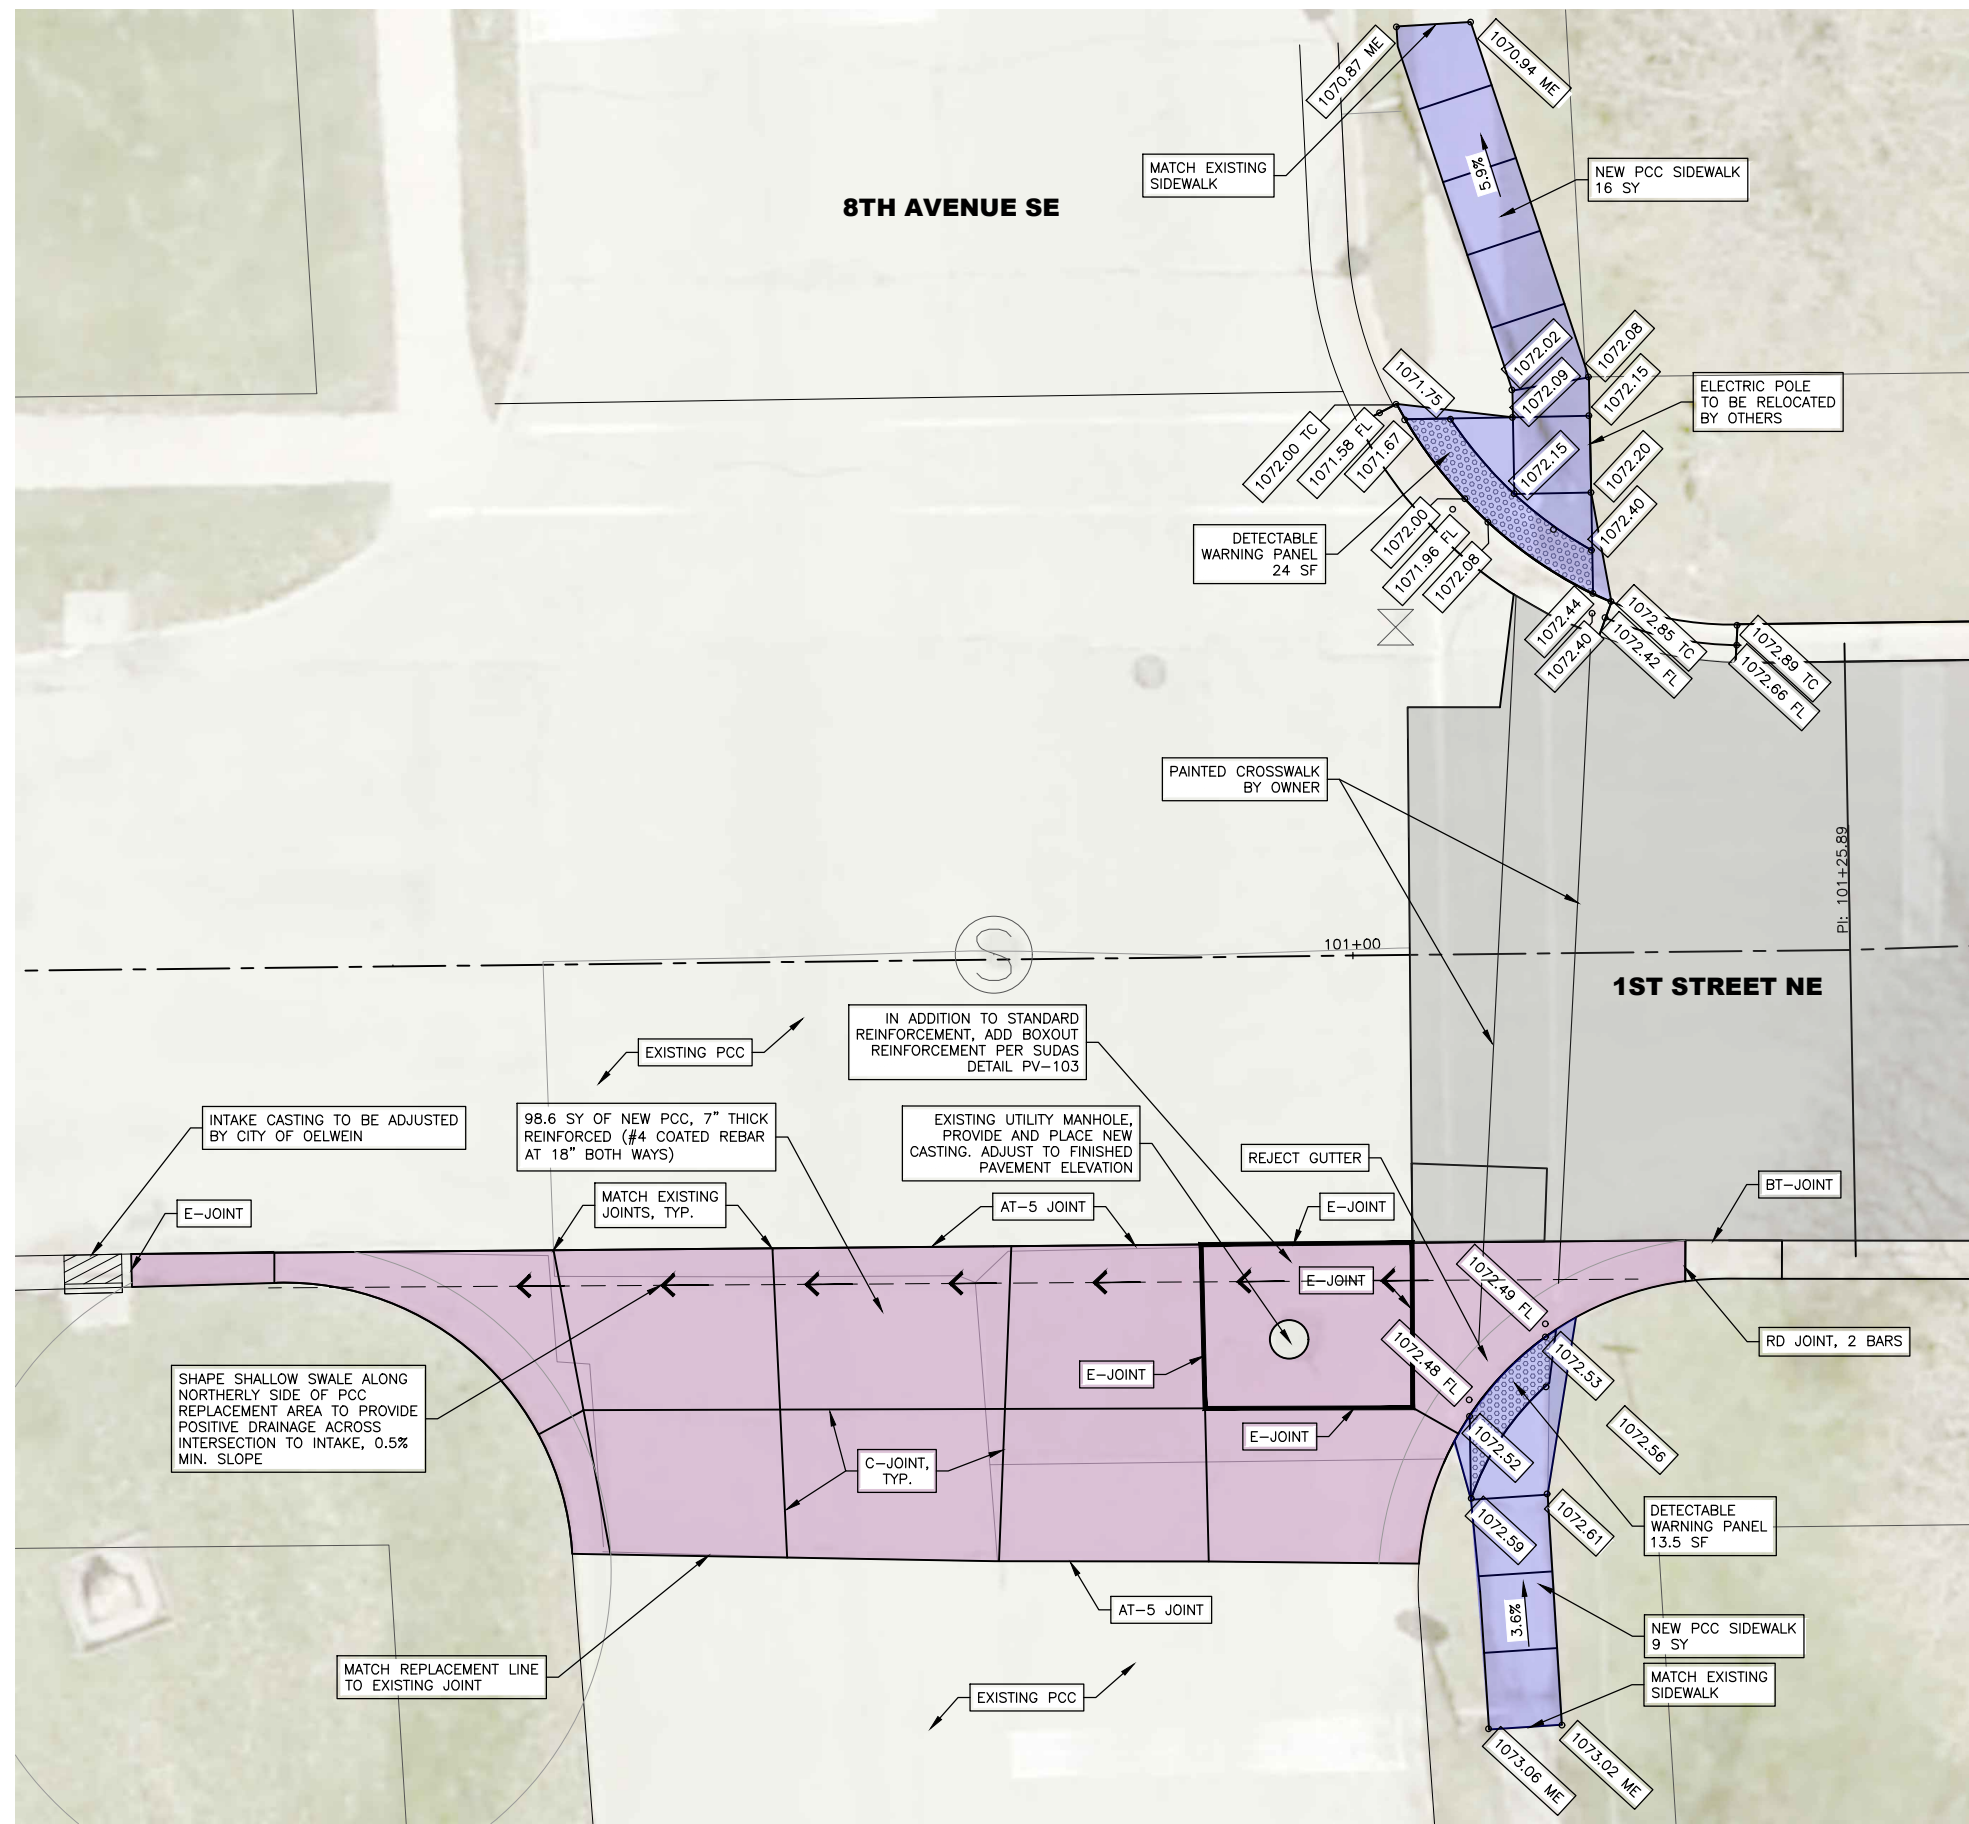 1070.87 ME
1070.94 ME
MATCH EXISTING
SIDEWALK
5.9%
NEW PCC SIDEWALK
16 SY
8TH AVENUE SE
1072.02
1072.08
1071.75
1072.09
1072.15
ELECTRIC POLE
TO BE RELOCATED
BY OTHERS
1072.00 TC
1071.58 FL
1071.67
1072.15
1072.20
1072.40
DETECTABLE
WARNING PANEL
24 SF
1072.00
1071.96 FL
1072.08
1072.44
1072.40
1072.85 TC
1072.42 FL
1072.89 TC
1072.66 FL
PAINTED CROSSWALK
BY OWNER
PI: 101+25.89
S
101+00
1ST STREET NE
IN ADDITION TO STANDARD
REINFORCEMENT, ADD BOXOUT
REINFORCEMENT PER SUDAS
DETAIL PV-103
EXISTING PCC
INTAKE CASTING TO BE ADJUSTED
BY CITY OF OELWEIN
98.6 SY OF NEW PCC, 7" THICK
REINFORCED (#4 COATED REBAR
AT 18" BOTH WAYS)
EXISTING UTILITY MANHOLE,
PROVIDE AND PLACE NEW
CASTING. ADJUST TO FINISHED
PAVEMENT ELEVATION
REJECT GUTTER
BT-JOINT
E-JOINT
MATCH EXISTING
JOINTS, TYP.
AT-5 JOINT
E-JOINT
E-JOINT
1072.49 FL
1072.48 FL
RD JOINT, 2 BARS
E-JOINT
1072.53
SHAPE SHALLOW SWALE ALONG
NORTHERLY SIDE OF PCC
REPLACEMENT AREA TO PROVIDE
POSITIVE DRAINAGE ACROSS
INTERSECTION TO INTAKE, 0.5%
MIN. SLOPE
E-JOINT
1072.52
1072.56
C-JOINT,
TYP.
1072.59
1072.61
DETECTABLE
WARNING PANEL
13.5 SF
AT-5 JOINT
3.6%
NEW PCC SIDEWALK
9 SY
MATCH REPLACEMENT LINE
TO EXISTING JOINT
EXISTING PCC
MATCH EXISTING
SIDEWALK
1073.06 ME
1073.02 ME